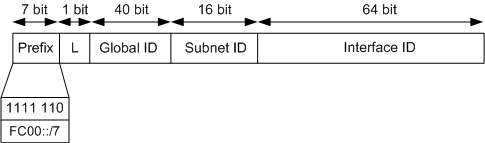 7 bit 1 bit 40 bit 16 bit 64 bit
Prefix L Global ID Subnet ID Interface ID
1111 110
FC00::/7